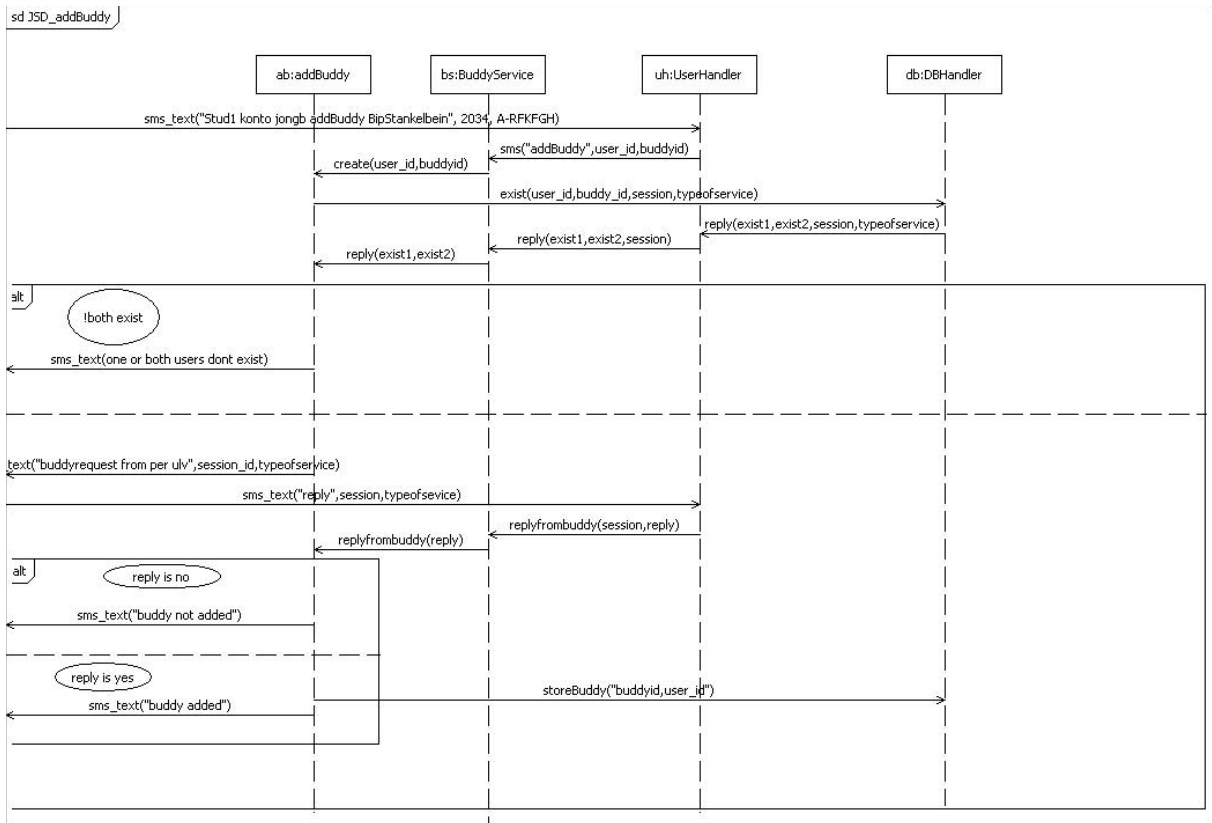 sd JSD_addBuddy
ab:addBuddy
bs:BuddyService
uh:UserHandler
db:DBHandler
sms_text("Stud1 konto jongb addBuddy BipStankelbein", 2034, A-RFKFGH)
sms("addBuddy",user_id,buddyid)
create(user_id,buddyid)
exist(user_id,buddy_id,session,typeofservice)
reply(exist1,exist2,session,typeofservice)
reply(exist1,exist2,session)
reply(exist1,exist2)
alt
!both exist
sms_text(one or both users dont exist)
text("buddyrequest from per ulv",session_id,typeofservice)
sms_text("reply",session,typeofsevice)
replyfrombuddy(session,reply)
replyfrombuddy(reply)
alt
reply is no
sms_text("buddy not added")
reply is yes
storeBuddy("buddyid,user_id")
sms_text("buddy added")